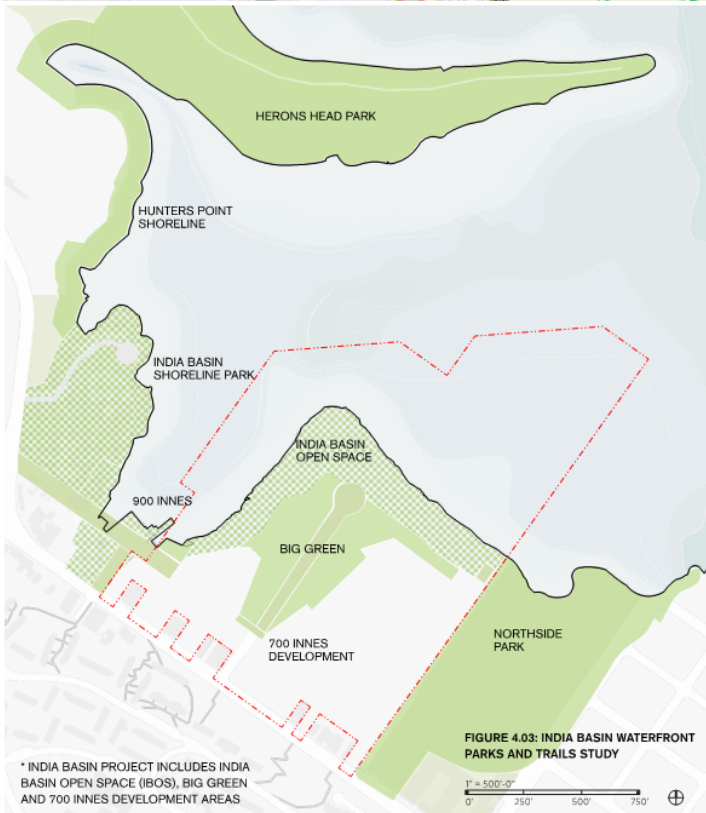 HERONS HEAD PARK
HUNTERS POINT
SHORELINE
INDIA BASIN
SHORELINE PARK
INDIA BASIN
OPEN SPACE
900 INNES
BIG GREEN
700 INNES
DEVELOPMENT
NORTHSIDE
PARK
FIGURE 4.03: INDIA BASIN WATERFRONT
PARKS AND TRAILS STUDY
* INDIA BASIN PROJECT INCLUDES INDIA
BASIN OPEN SPACE (IBOS), BIG GREEN
AND 700 INNES DEVELOPMENT AREAS
1" = 500'-0"
0' 250' 500' 750'